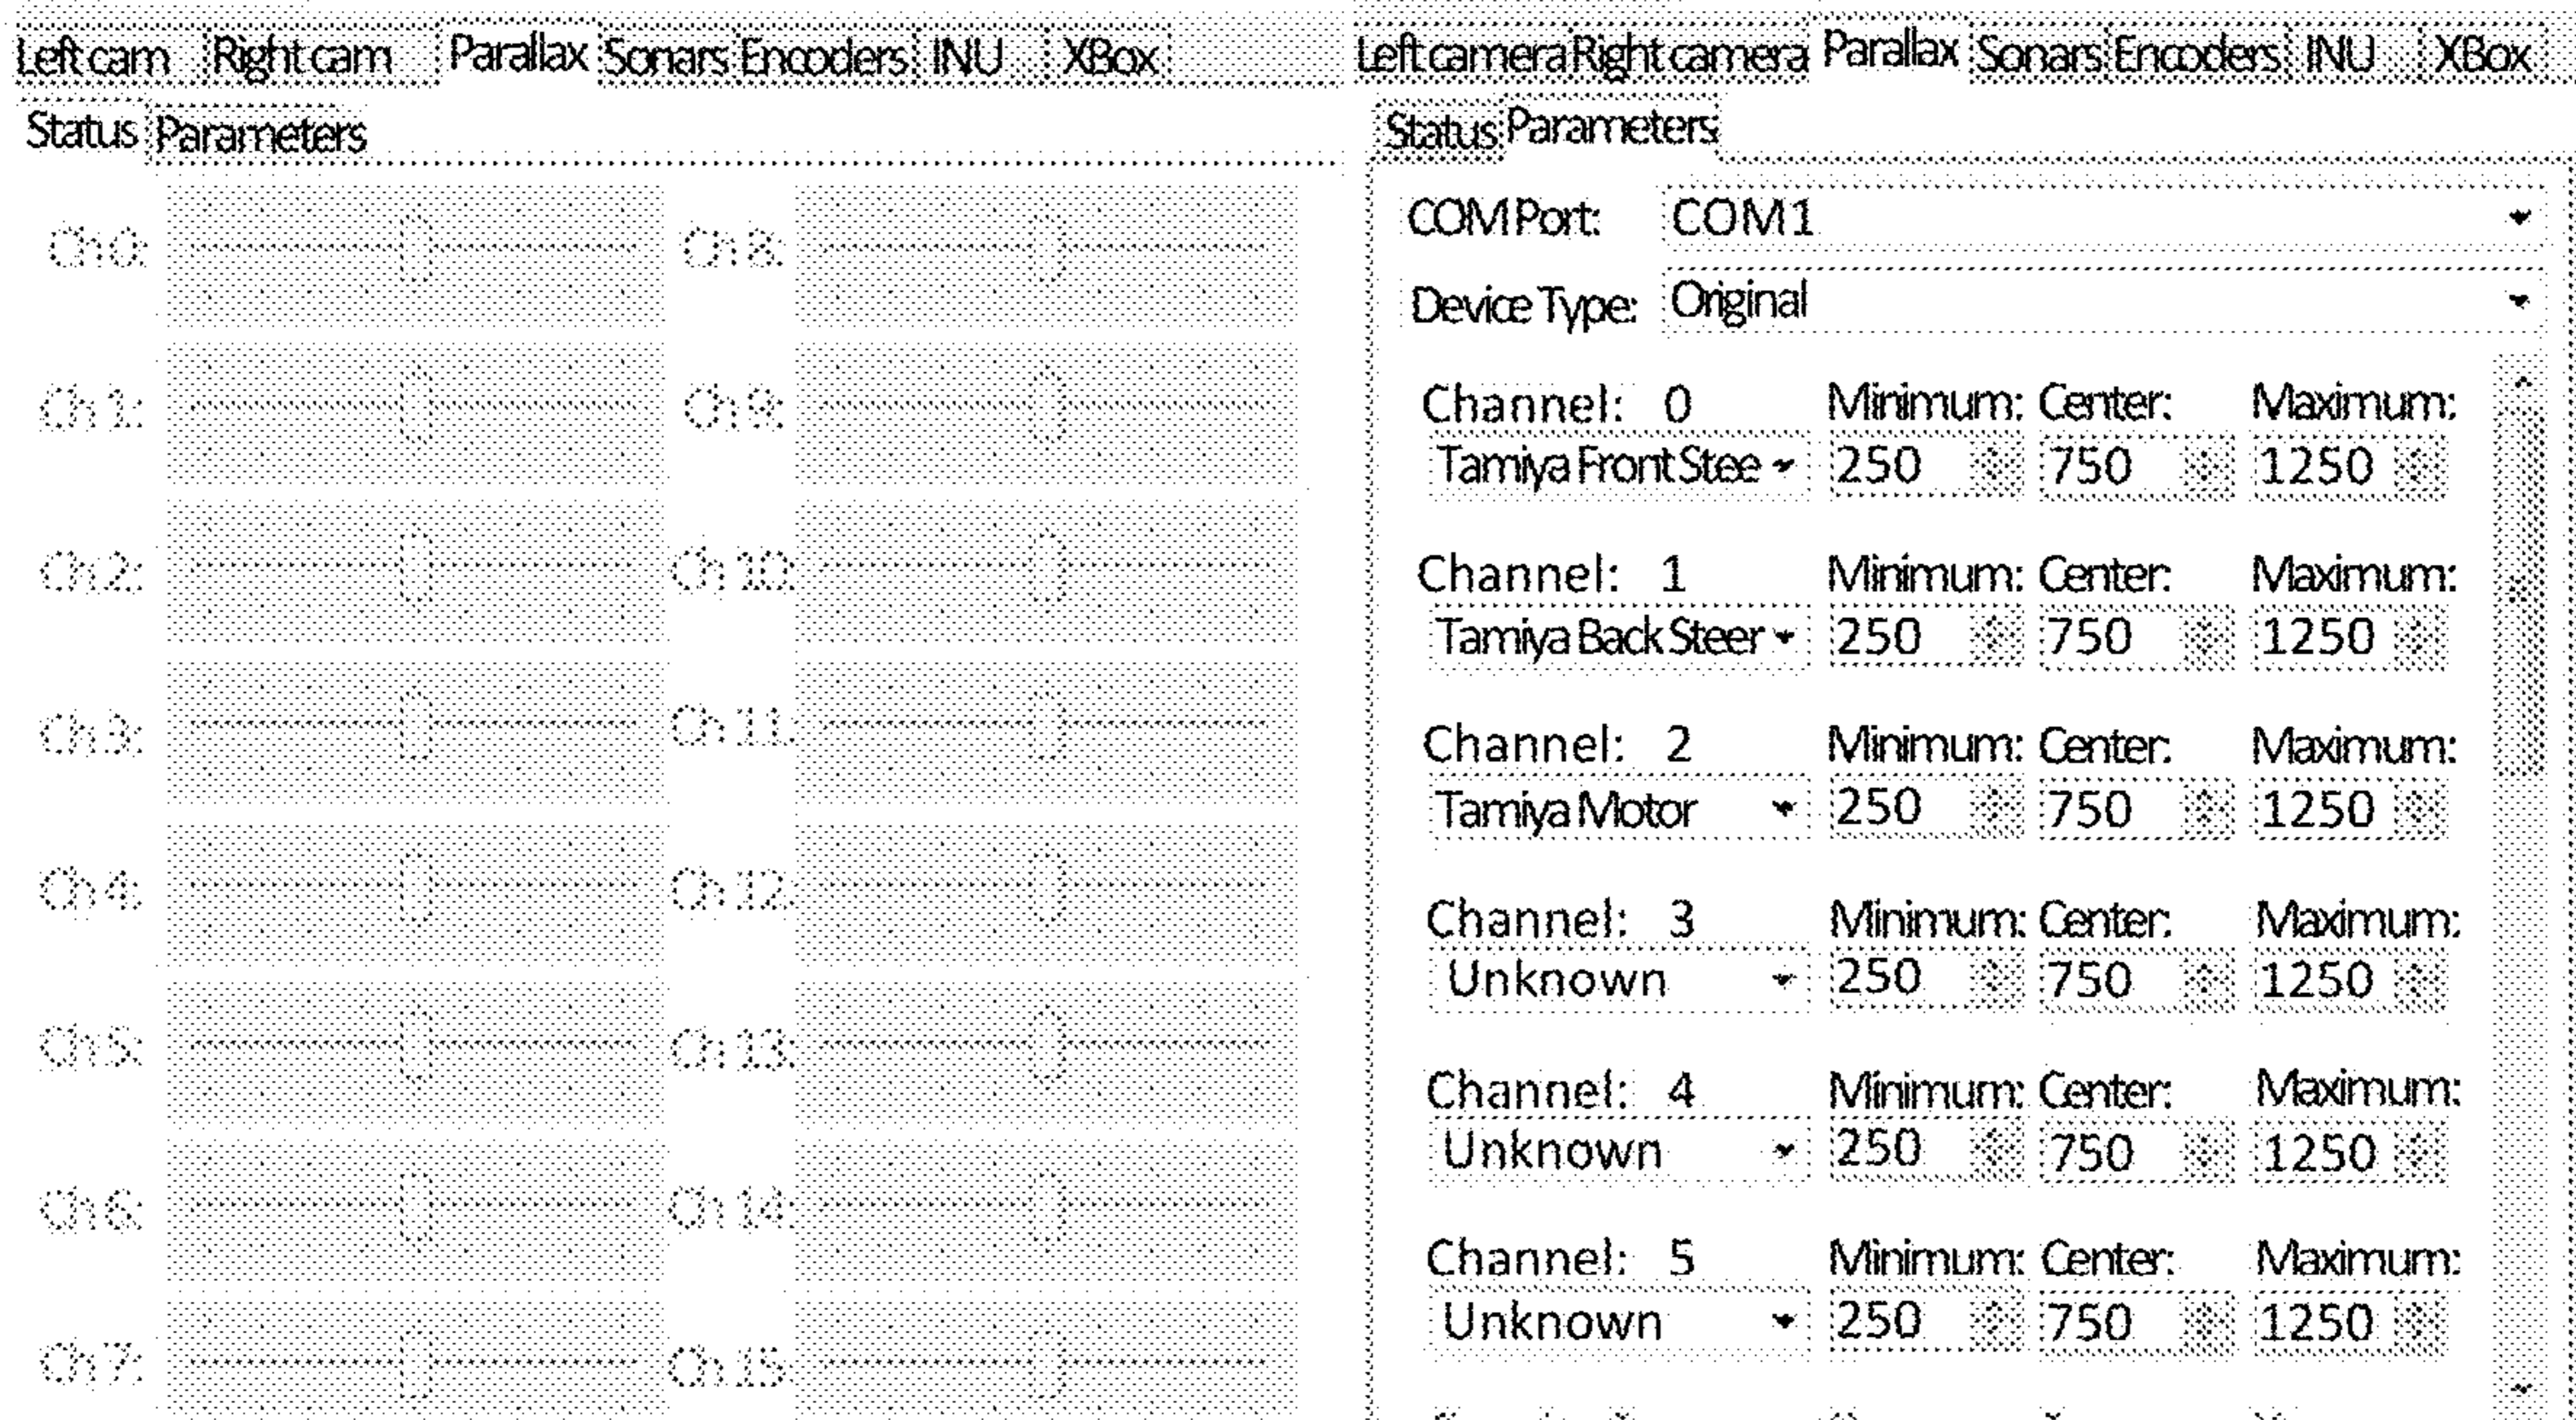 Left cam Right cam Parallax Sonars Encoders INU XBox
Status Parameters
Ch 0: Ch 8:
Ch 1: Ch 9:
Ch 2: Ch 10:
Ch 3: Ch 11:
Ch 4: Ch 12:
Ch 5: Ch 13:
Ch 6: Ch 14:
Ch 7: Ch 15:
Left camera Right camera Parallax Sonars Encoders INU XBox
Status Parameters
COM Port: COM1
Device Type: Original
Channel: 0 Minimum: Center: Maximum:
Tamiya Front Stee 250 750 1250
Channel: 1 Minimum: Center: Maximum:
Tamiya Back Steer 250 750 1250
Channel: 2 Minimum: Center: Maximum:
Tamiya Motor 250 750 1250
Channel: 3 Minimum: Center: Maximum:
Unknown 250 750 1250
Channel: 4 Minimum: Center: Maximum:
Unknown 250 750 1250
Channel: 5 Minimum: Center: Maximum:
Unknown 250 750 1250